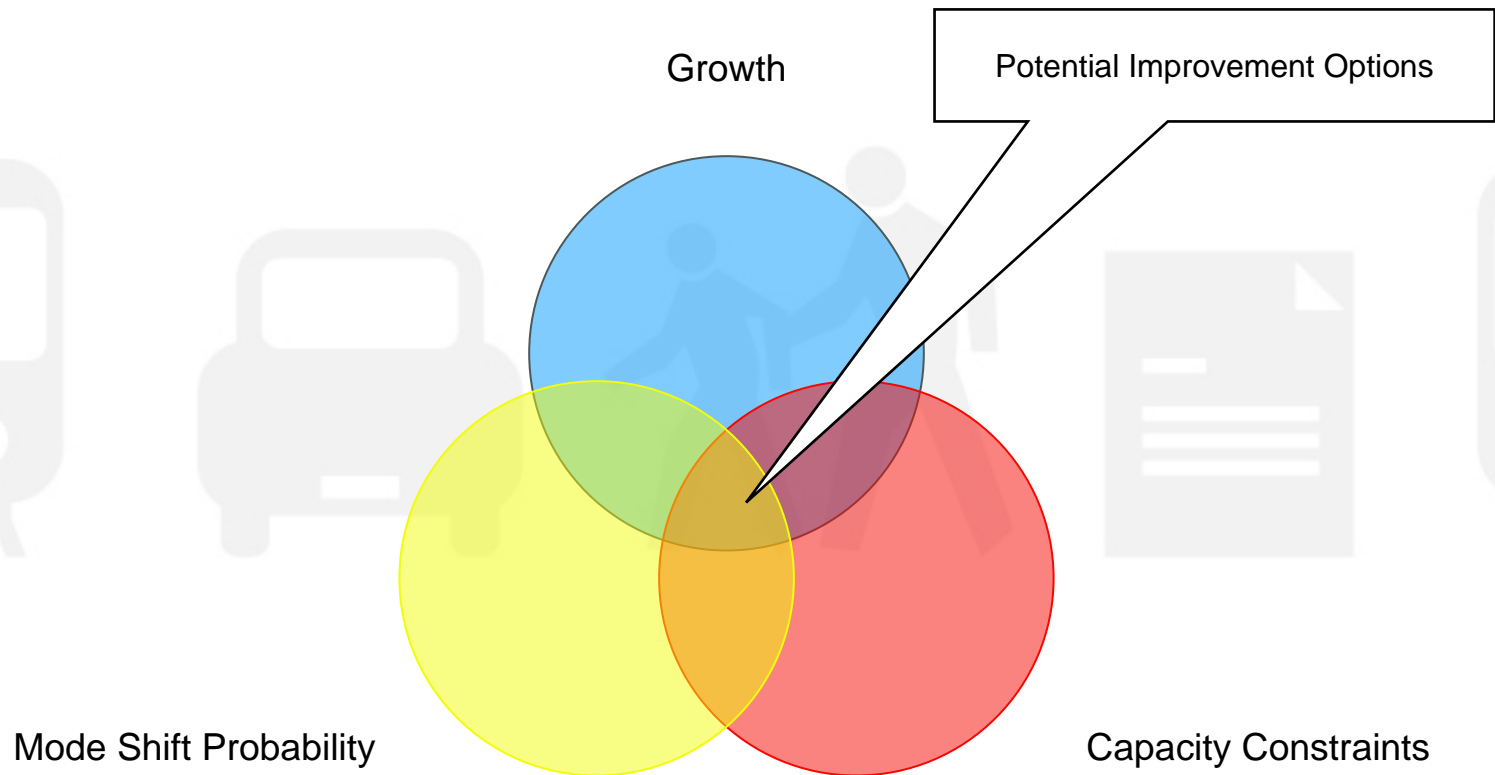 Growth
Potential Improvement Options
Mode Shift Probability
Capacity Constraints